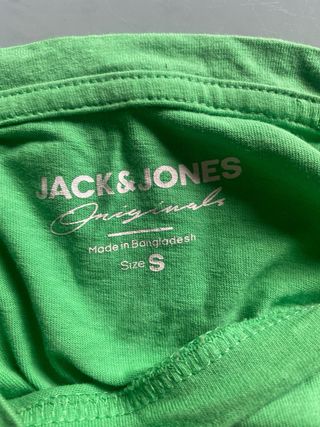 JACK&JONES
Originals
Made in Bangladesh
Size S